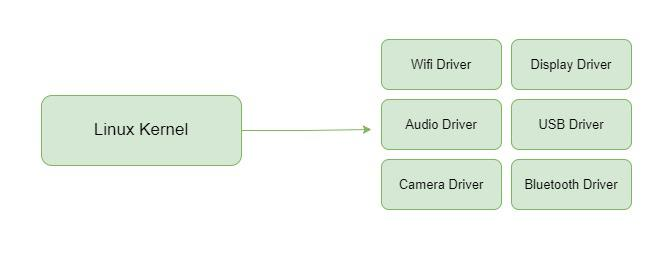 Linux Kernel
Wifi Driver
Display Driver
Audio Driver
USB Driver
Camera Driver
Bluetooth Driver